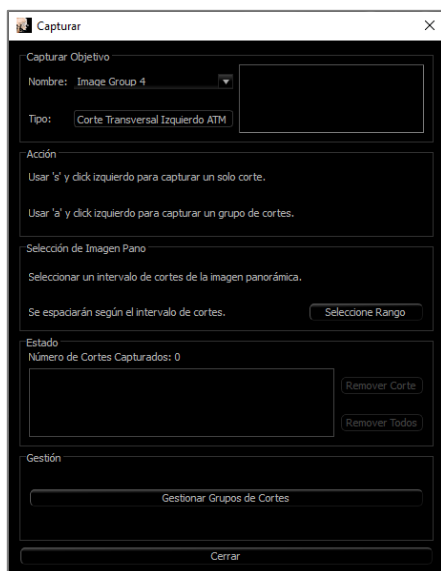 Capturar
Capturar Objetivo
Nombre: Image Group 4
Tipo: Corte Transversal Izquierdo ATM
Acción
Usar 's' y click izquierdo para capturar un solo corte.
Usar 'a' y click izquierdo para capturar un grupo de cortes.
Selección de Imagen Pano
Seleccionar un intervalo de cortes de la imagen panorámica.
Se espaciarán según el intervalo de cortes. Seleccione Rango
Estado
Número de Cortes Capturados: 0
Remover Corte
Remover Todos
Gestión
Gestionar Grupos de Cortes
Cerrar